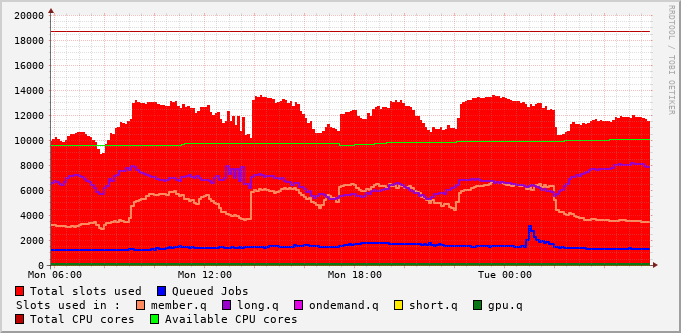 20000
18000
16000
14000
12000
10000
8000
6000
4000
2000
0
Mon 06:00 Mon 12:00 Mon 18:00 Tue 00:00
RRDTOOL / TOBI OETIKER
Total slots used Queued Jobs
Slots used in : member.q long.q ondemand.q short.q gpu.q
Total CPU cores Available CPU cores